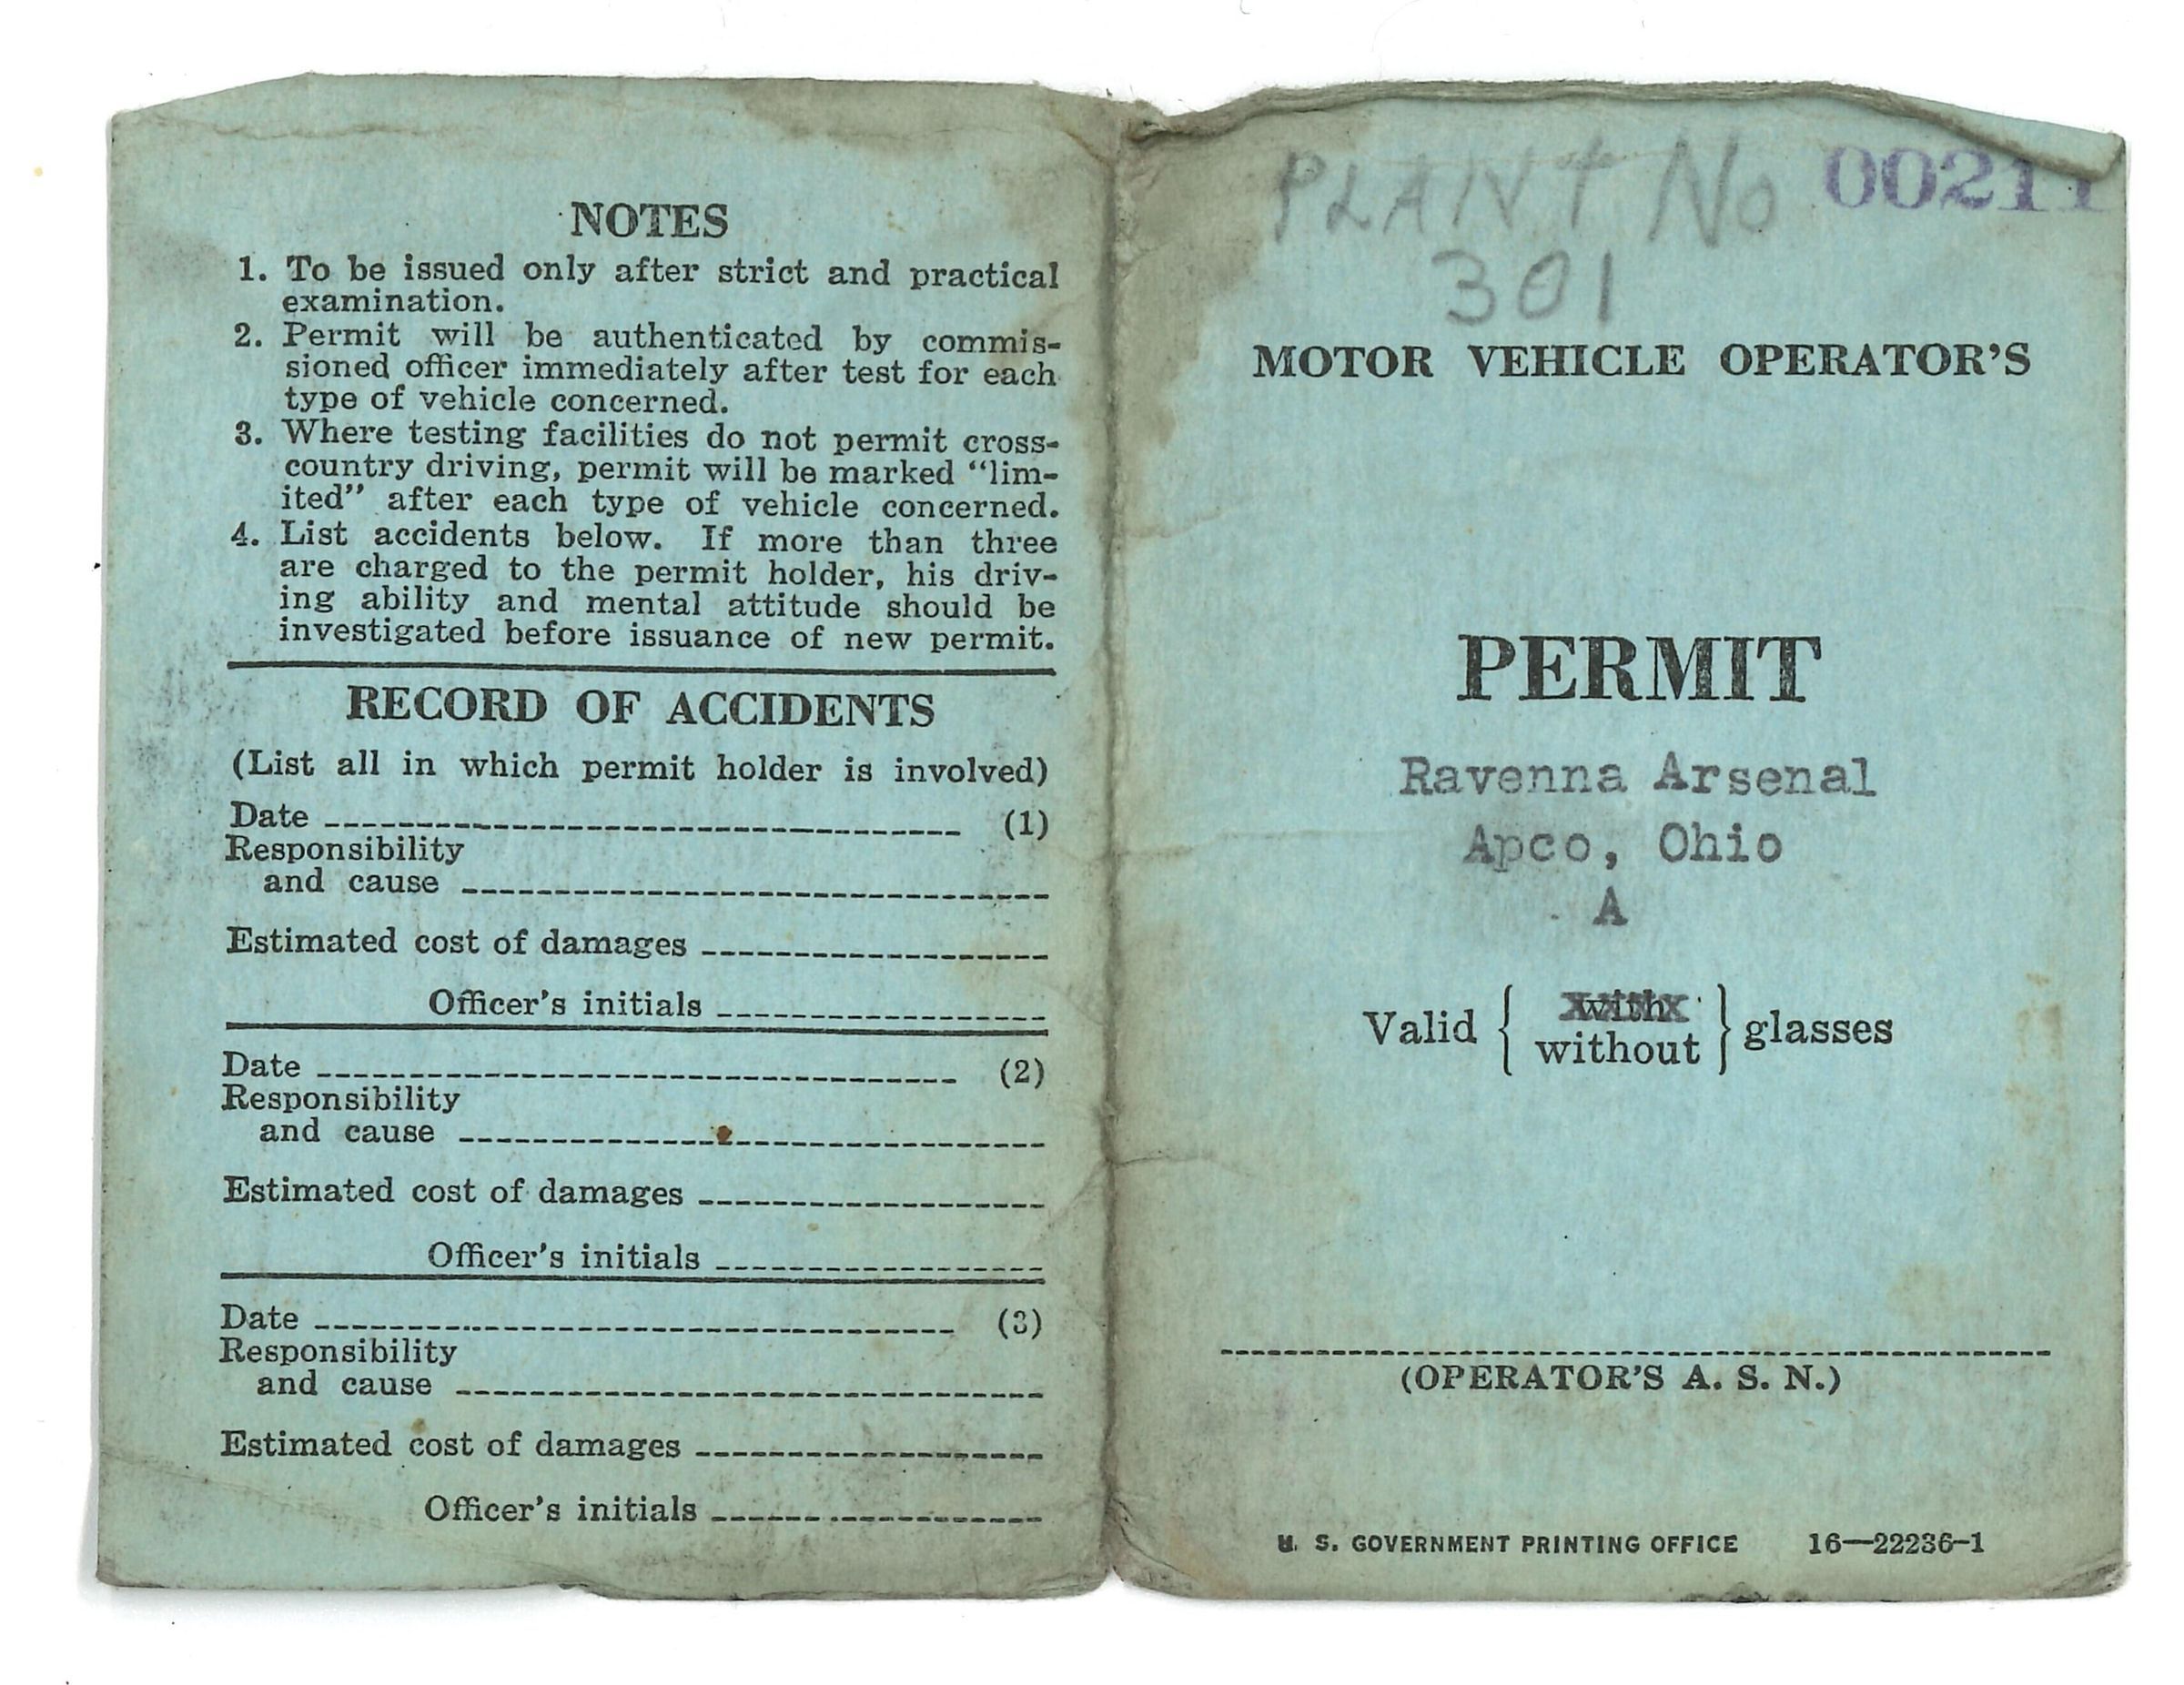 NOTES
1. To be issued only after strict and practical
examination.
2. Permit will be authenticated by commis-
sioned officer immediately after test for each
type of vehicle concerned.
3. Where testing facilities do not permit cross-
country driving, permit will be marked “lim-
ited” after each type of vehicle concerned.
4. List accidents below. If more than three
are charged to the permit holder, his driv-
ing ability and mental attitude should be
investigated before issuance of new permit.
RECORD OF ACCIDENTS
(List all in which permit holder is involved)
Date (1)
Responsibility
and cause
Estimated cost of damages
Officer's initials
Date (2)
Responsibility
and cause
Estimated cost of damages
Officer's initials
Date (3)
Responsibility
and cause
Estimated cost of damages
Officer's initials
PLANT No 00211
301
MOTOR VEHICLE OPERATOR'S
PERMIT
Ravenna Arsenal
Apco, Ohio
A
with
Valid { without } glasses
(OPERATOR'S A. S. N.)
U. S. GOVERNMENT PRINTING OFFICE 16—22236-1